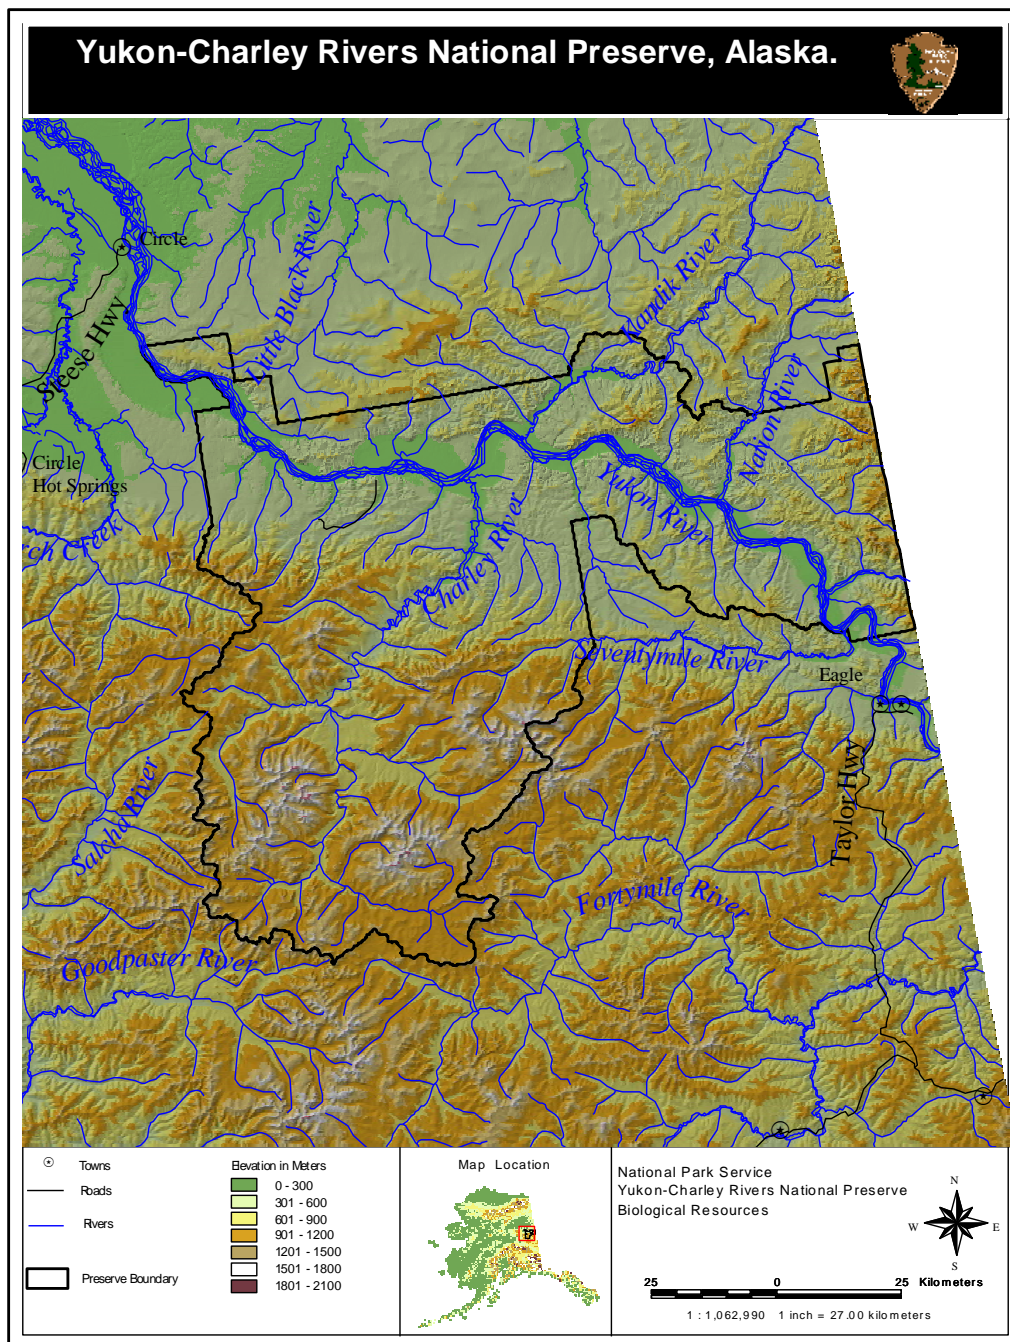 Yukon-Charley Rivers National Preserve, Alaska.
Circle
Steese Hwy
Little Black River
Kandik River
Nation River
Circle
Hot Springs
rch Creek
Charley River
Yukon River
Seventymile River
Eagle
Taylor Hwy
Salcha River
Fortymile River
Goodpaster River
Towns
Roads
Rivers
Preserve Boundary
Elevation in Meters
0 - 300
301 - 600
601 - 900
901 - 1200
1201 - 1500
1501 - 1800
1801 - 2100
Map Location
National Park Service
Yukon-Charley Rivers National Preserve
Biological Resources
N
W
E
S
25 0 25 Kilometers
1 : 1,062,990 1 inch = 27.00 kilometers